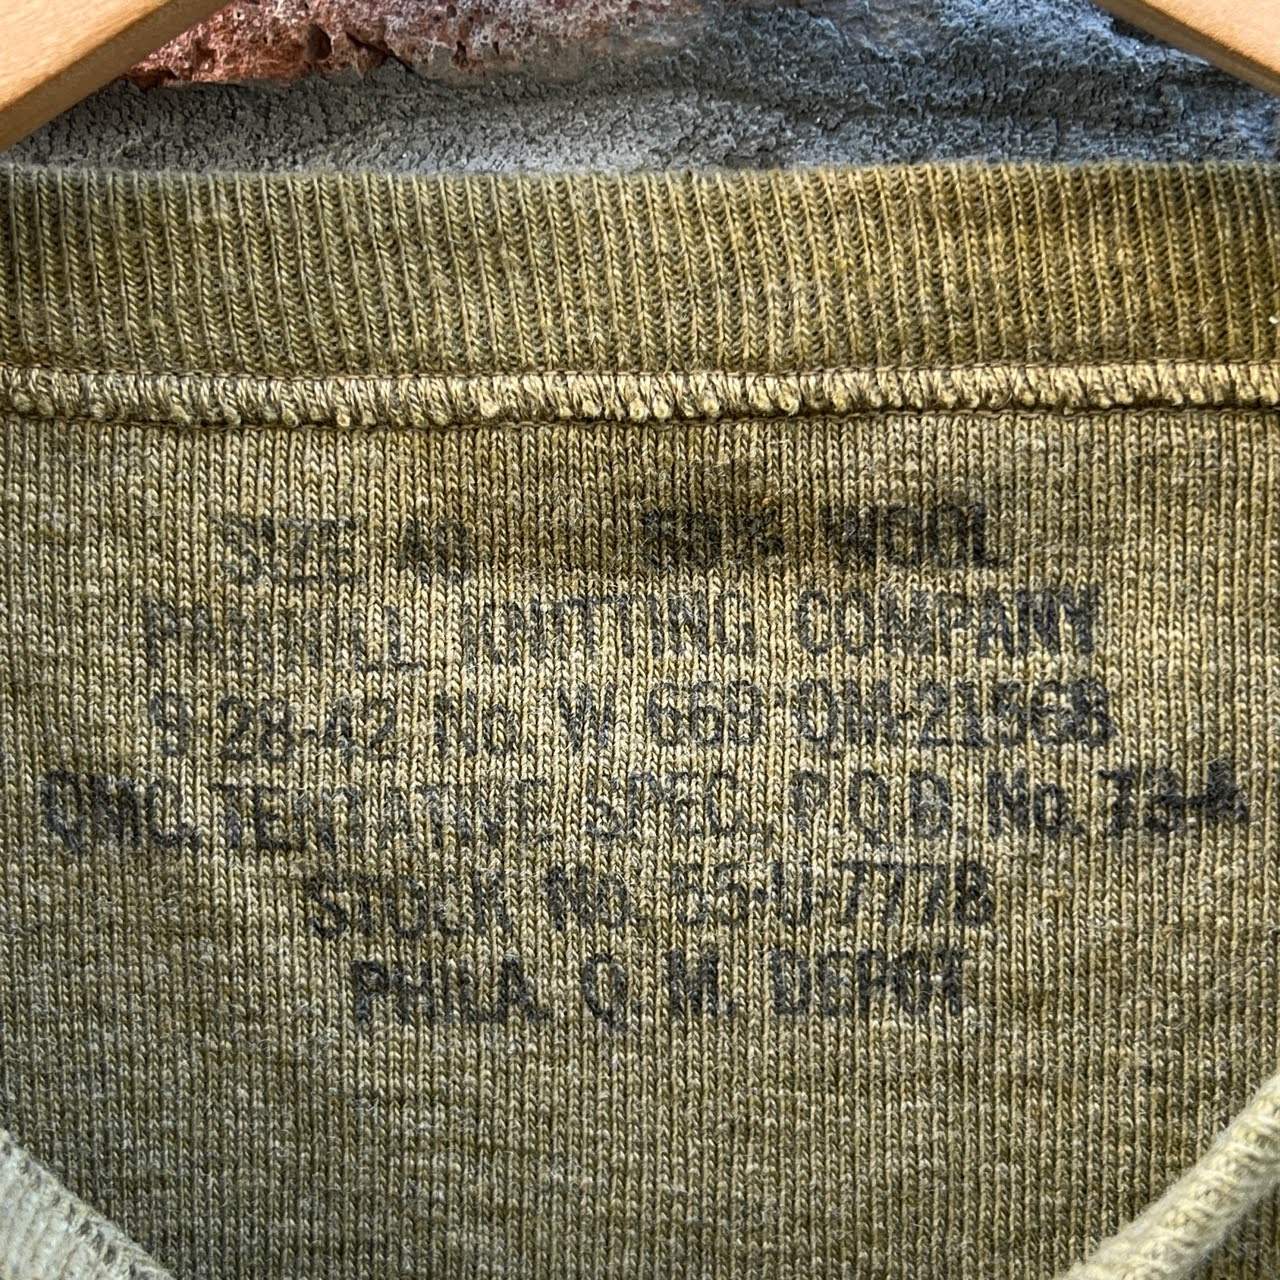 SIZE 40 50% WOOL
KNITTING COMPANY
9-28-42 No. W 669 QM-21568
QMC. TENTATIVE SPEC. P.Q.D. No. 73-A
STOCK No. 55-U-7778
PHILA. Q. M. DEPOT